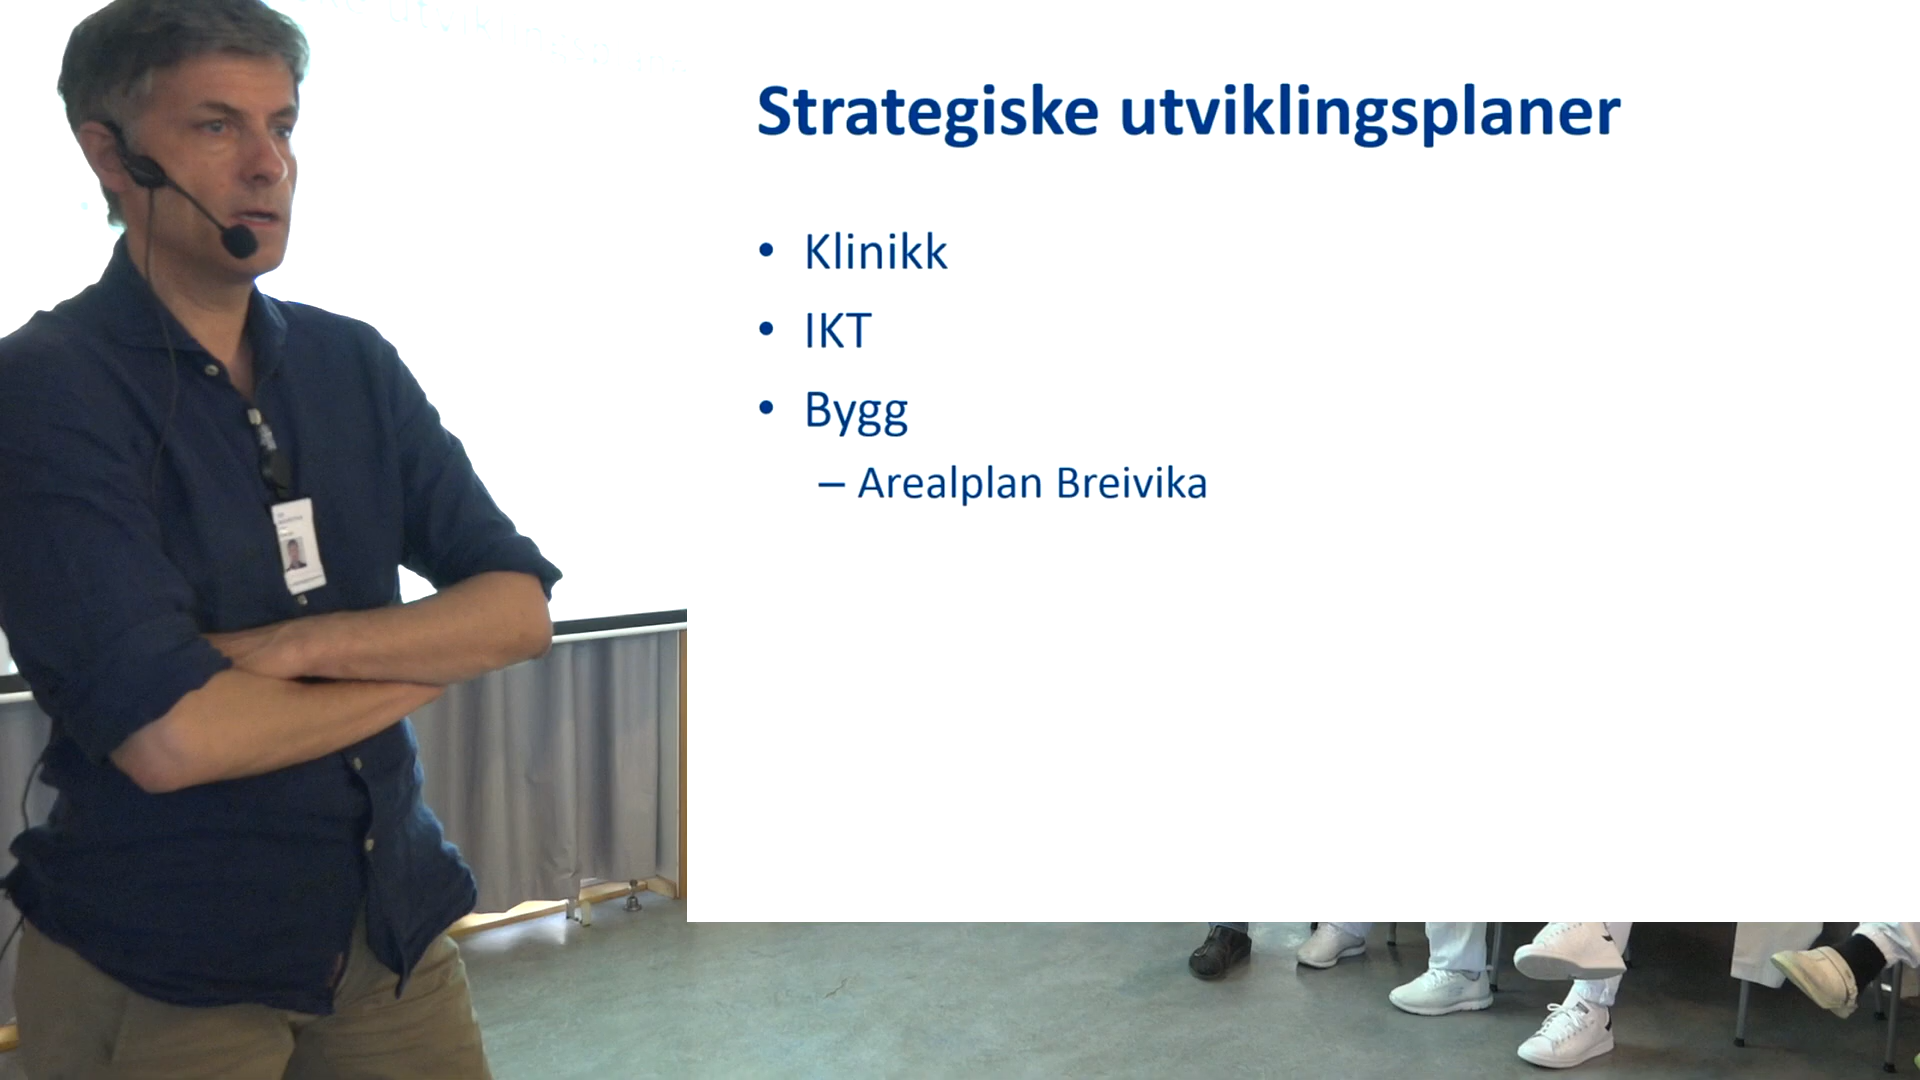 Strategiske utviklingsplaner
• Klinikk
• IKT
• Bygg
– Arealplan Breivika